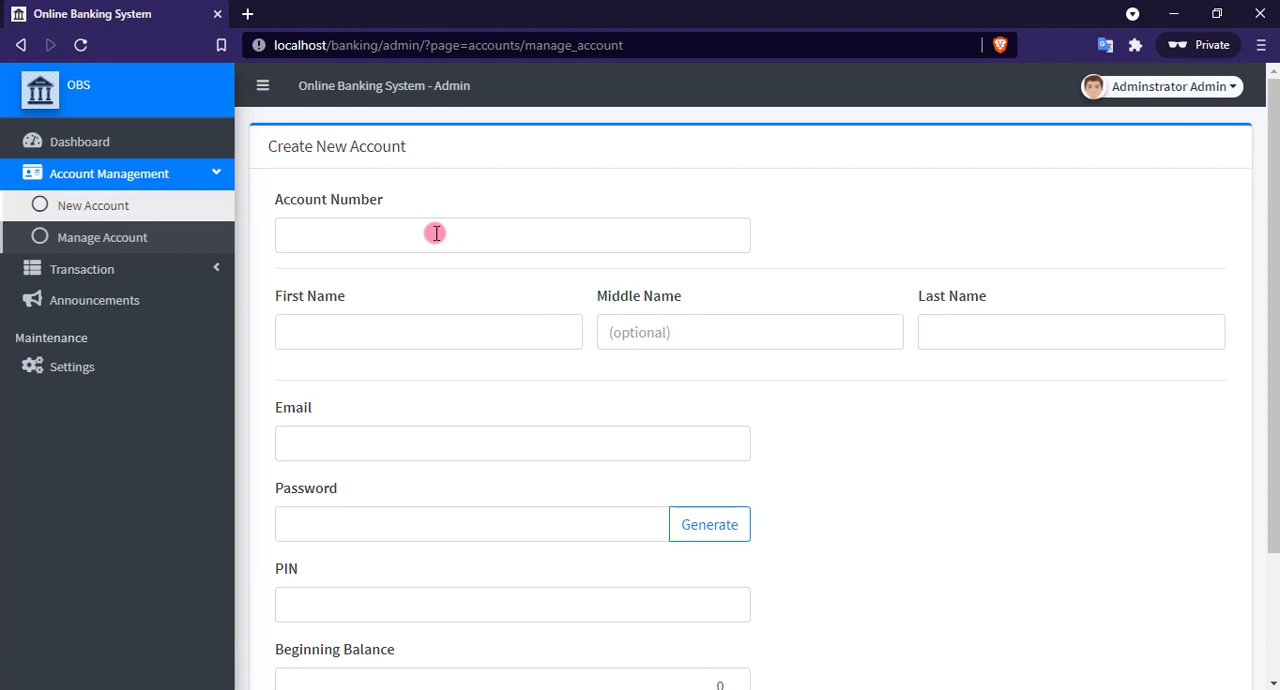 Online Banking System
localhost/banking/admin/?page=accounts/manage_account
Private
OBS
Online Banking System - Admin
Adminstrator Admin
Dashboard
Account Management
New Account
Manage Account
Transaction
Announcements
Maintenance
Settings
Create New Account
Account Number
First Name
Middle Name
Last Name
(optional)
Email
Password
Generate
PIN
Beginning Balance
0